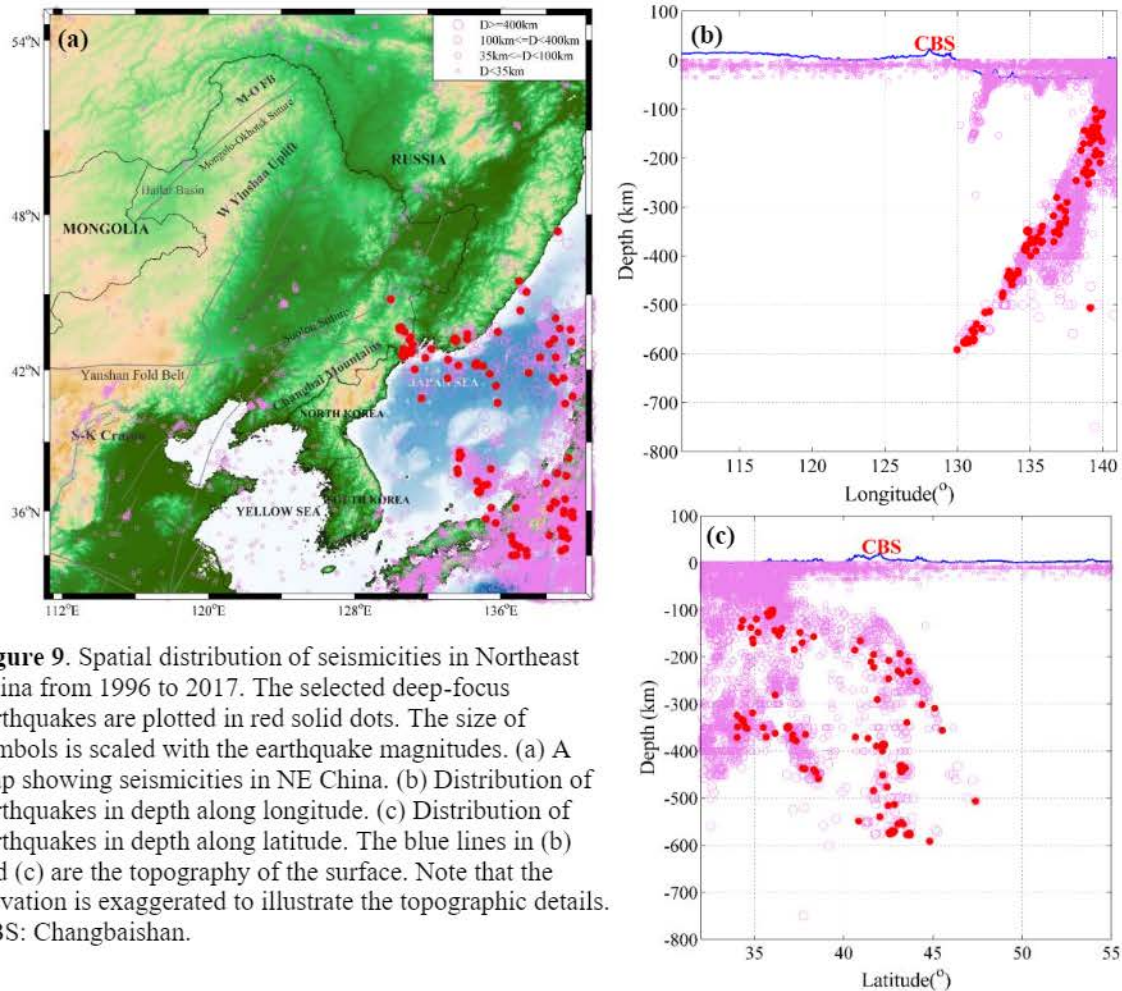 (a)
D>=400km
100km<=D<400km
35km<=D<100km
D<35km
54°N
48°N
42°N
36°N
M-O FB
Mongolo-Okhotsk Suture
RUSSIA
Hailar Basin
W Yinshaa Uplift
MONGOLIA
Suolon Suture
Yanshan Fold Belt
Changbai Mountains
JAPAN SEA
NORTH KOREA
S-K Craton
YELLOW SEA
SOUTH KOREA
112°E
120°E
128°E
136°E
(b)
CBS
100
0
-100
-200
-300
-400
-500
-600
-700
-800
Depth (km)
115
120
125
130
135
140
Longitude(°)
(c)
CBS
100
0
-100
-200
-300
-400
-500
-600
-700
-800
Depth (km)
35
40
45
50
55
Latitude(°)
gure 9. Spatial distribution of seismicities in Northeast
ina from 1996 to 2017. The selected deep-focus
rthquakes are plotted in red solid dots. The size of
mbols is scaled with the earthquake magnitudes. (a) A
ap showing seismicities in NE China. (b) Distribution of
rthquakes in depth along longitude. (c) Distribution of
rthquakes in depth along latitude. The blue lines in (b)
d (c) are the topography of the surface. Note that the
evation is exaggerated to illustrate the topographic details.
BS: Changbaishan.